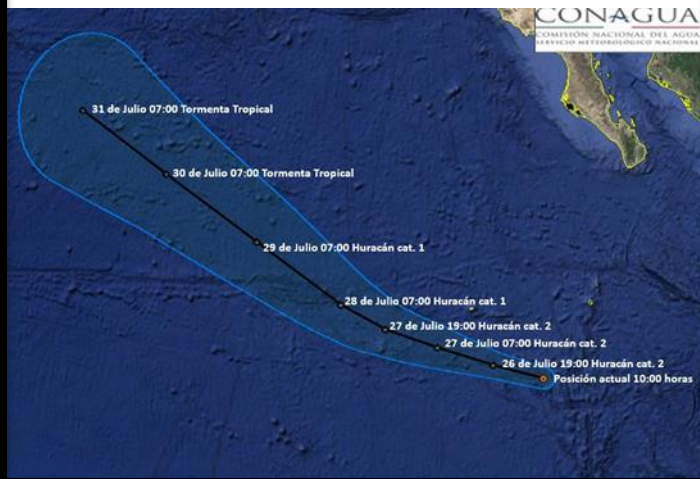 CONAGUA
COMISIÓN NACIONAL DEL AGUA
SERVICIO METEOROLÓGICO NACIONAL
31 de Julio 07:00 Tormenta Tropical
30 de Julio 07:00 Tormenta Tropical
29 de Julio 07:00 Huracán cat. 1
28 de Julio 07:00 Huracán cat. 1
27 de Julio 19:00 Huracán cat. 2
27 de Julio 07:00 Huracán cat. 2
26 de Julio 19:00 Huracán cat. 2
Posición actual 10:00 horas